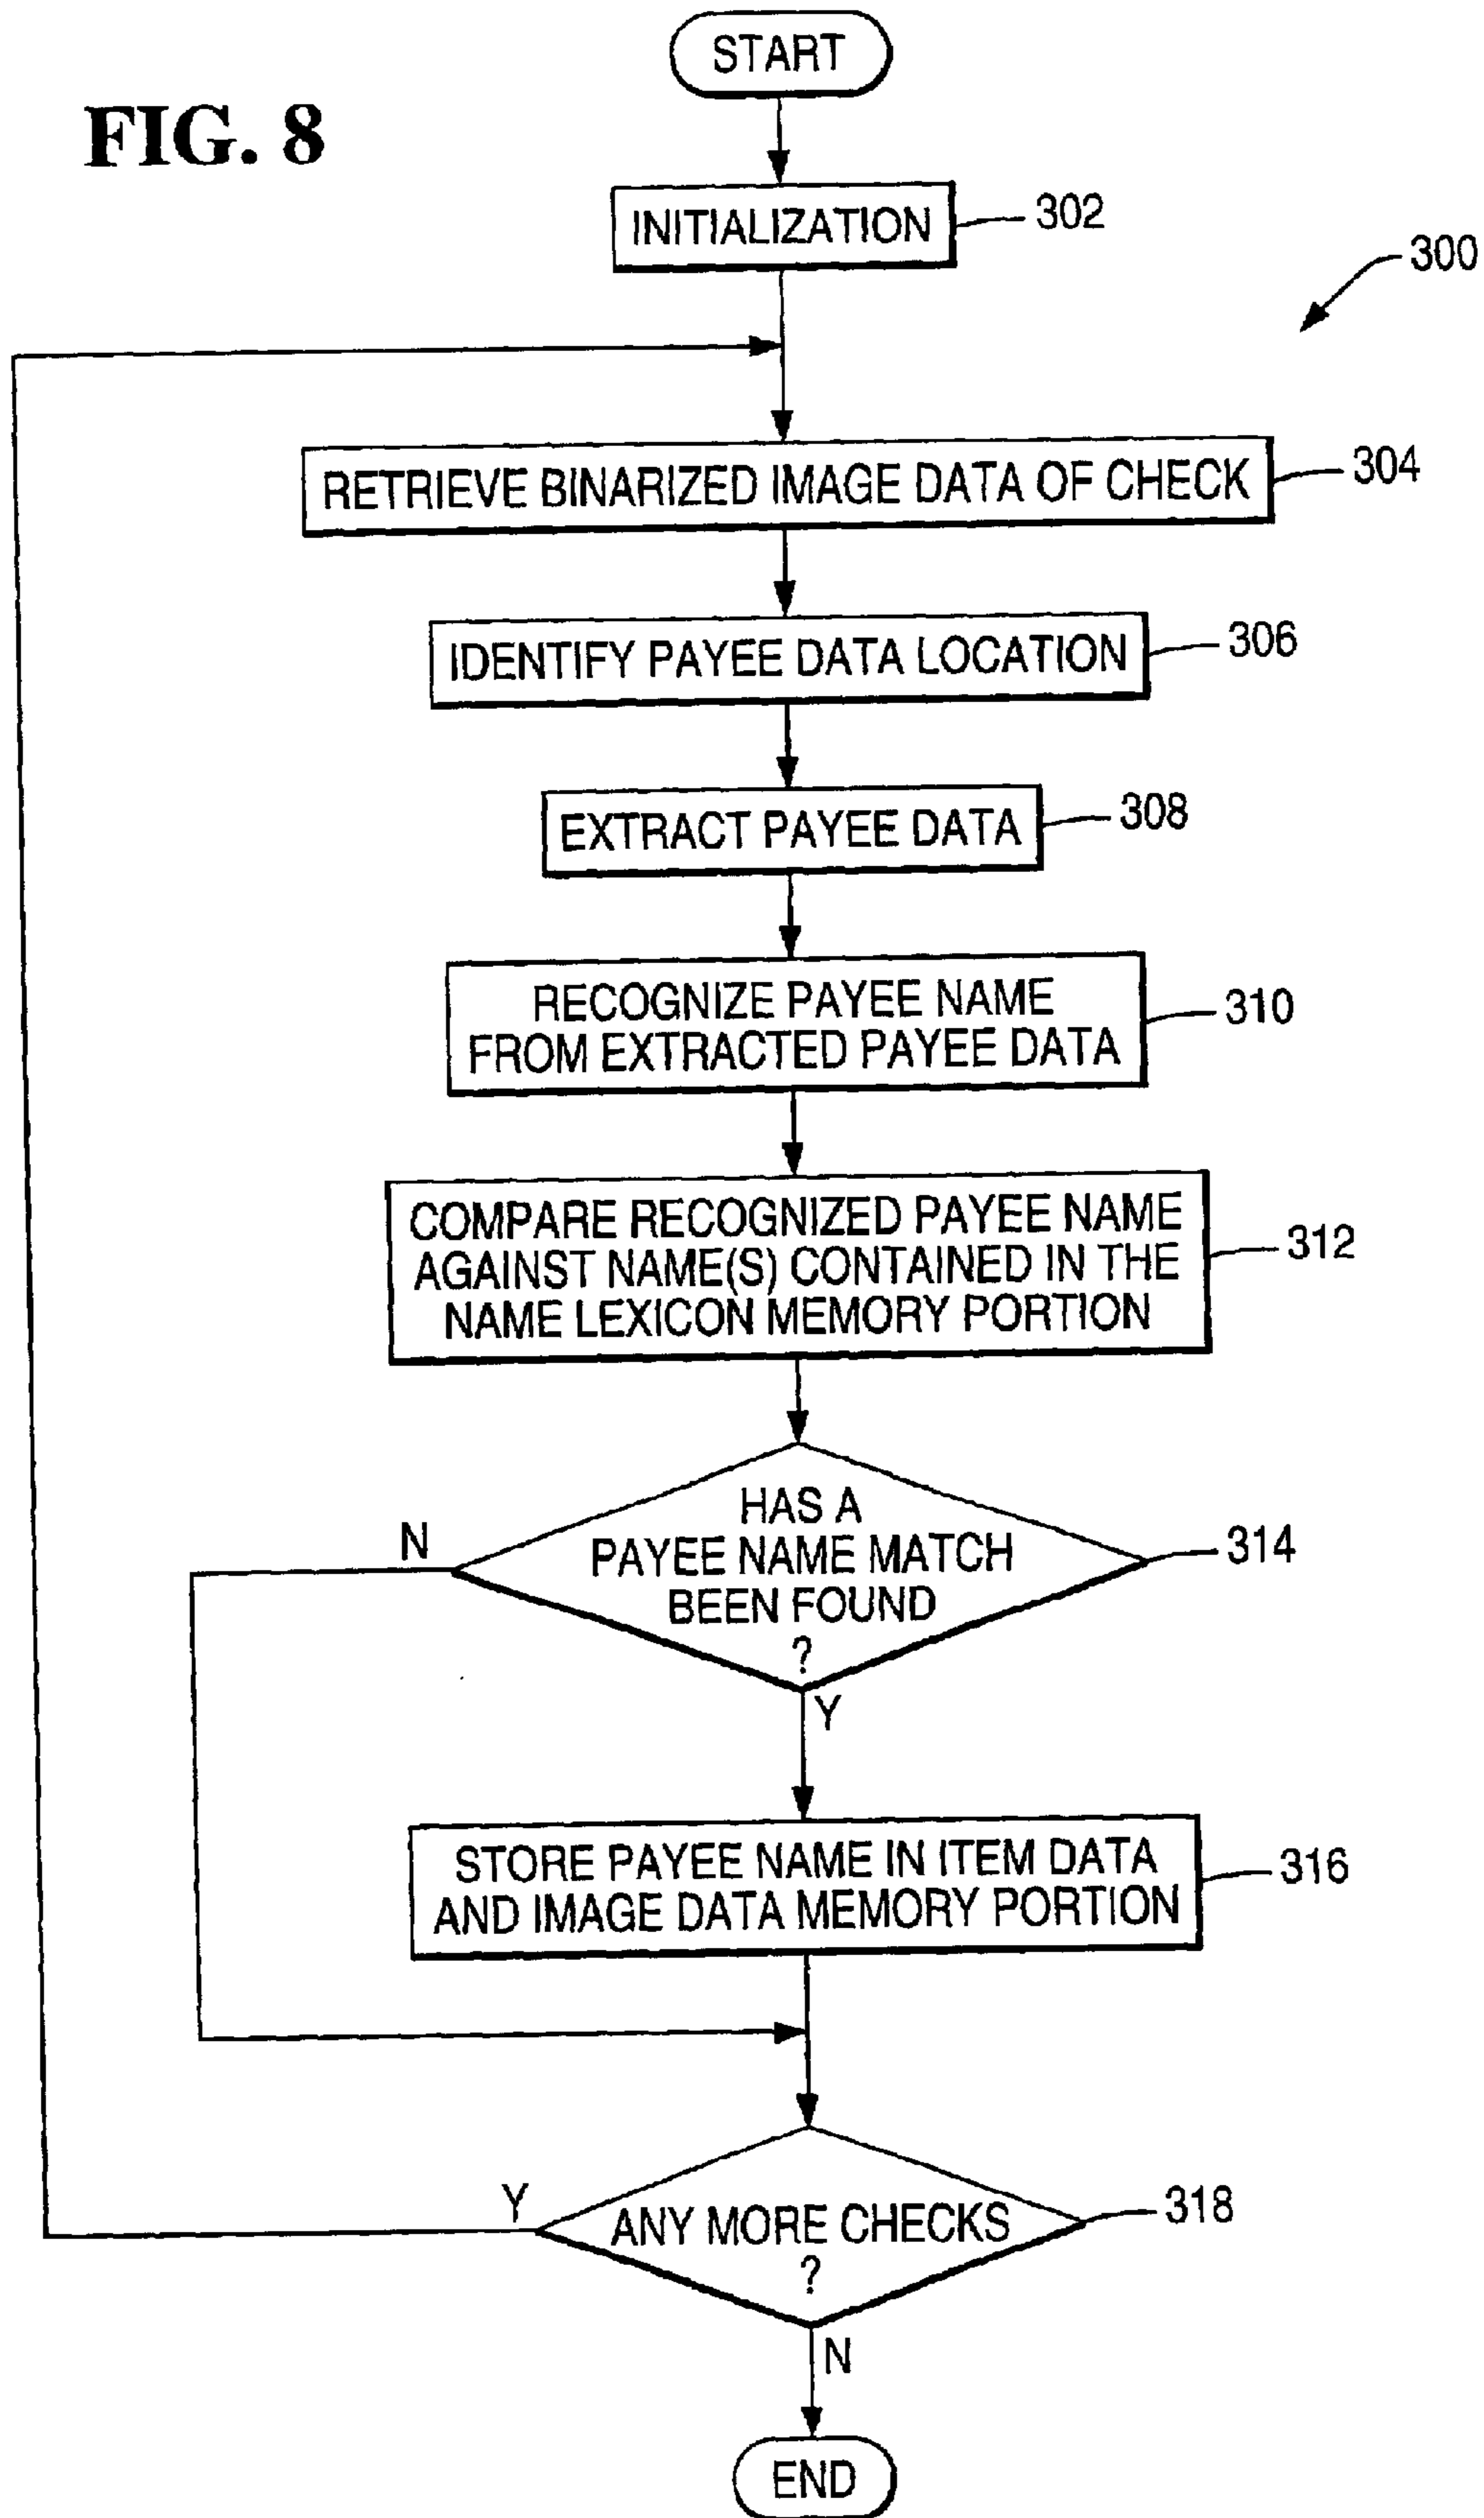 START
FIG. 8
INITIALIZATION
302
300
RETRIEVE BINARIZED IMAGE DATA OF CHECK
304
IDENTIFY PAYEE DATA LOCATION
306
EXTRACT PAYEE DATA
308
RECOGNIZE PAYEE NAME
FROM EXTRACTED PAYEE DATA
310
COMPARE RECOGNIZED PAYEE NAME
AGAINST NAME(S) CONTAINED IN THE
NAME LEXICON MEMORY PORTION
312
HAS A
PAYEE NAME MATCH
BEEN FOUND
?
314
N
Y
STORE PAYEE NAME IN ITEM DATA
AND IMAGE DATA MEMORY PORTION
316
Y
ANY MORE CHECKS
?
318
N
END